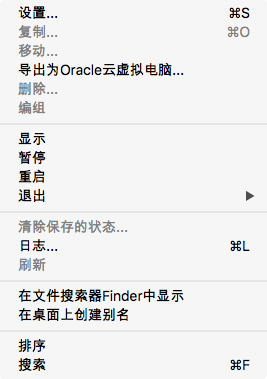 设置... ⌘S
复制... ⌘O
移动...
导出为Oracle云虚拟电脑...
删除...
编组
显示
暂停
重启
退出 ▶
清除保存的状态...
日志... ⌘L
刷新
在文件搜索器Finder中显示
在桌面上创建别名
排序
搜索 ⌘F